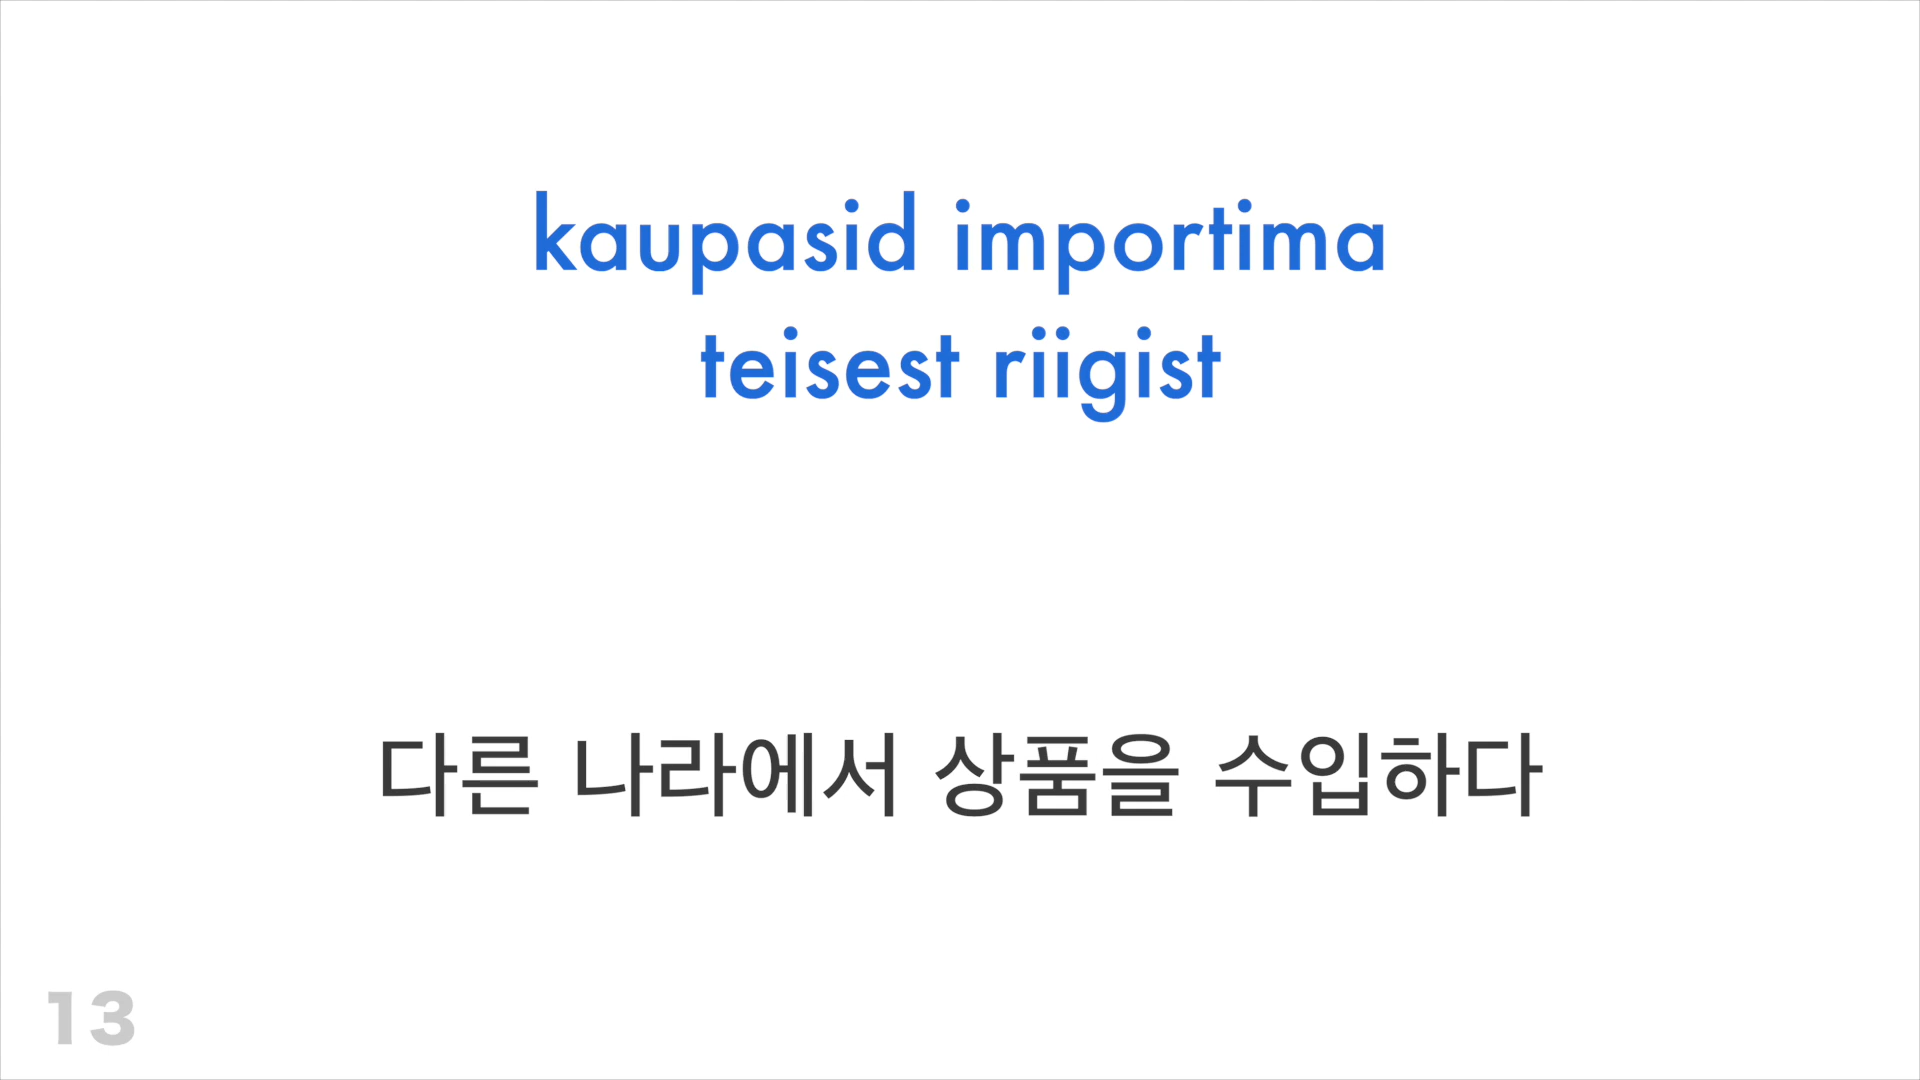 kaupasid importima
teisest riigist
다른 나라에서 상품을 수입하다
13